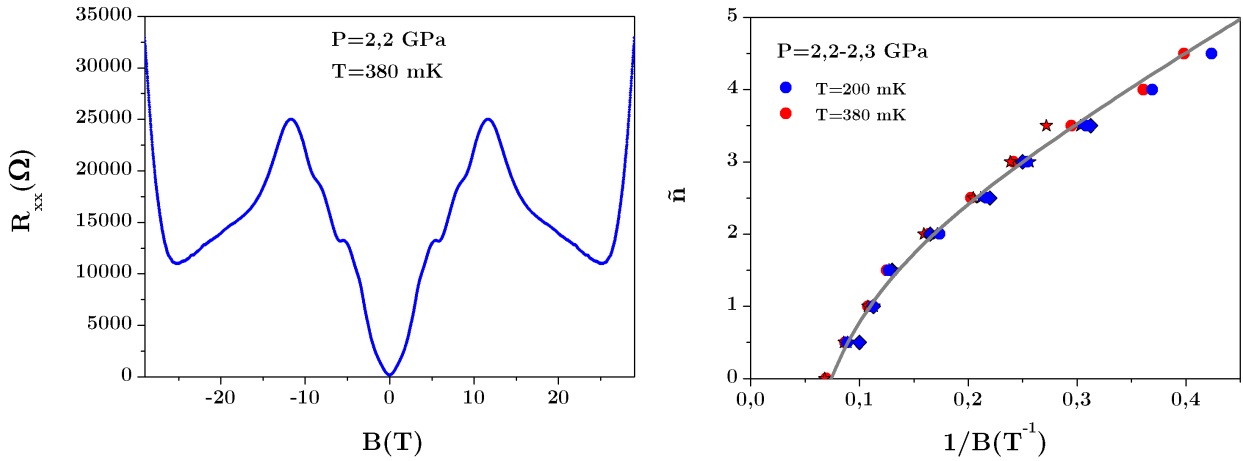 35000
30000
25000
20000
15000
10000
5000
0
R_xx(Ω)
P=2,2 GPa
T=380 mK
-20 -10 0 10 20
B(T)
5
4
3
2
1
0
ñ
P=2,2-2,3 GPa
T=200 mK
T=380 mK
0,0 0,1 0,2 0,3 0,4
1/B(T⁻¹)